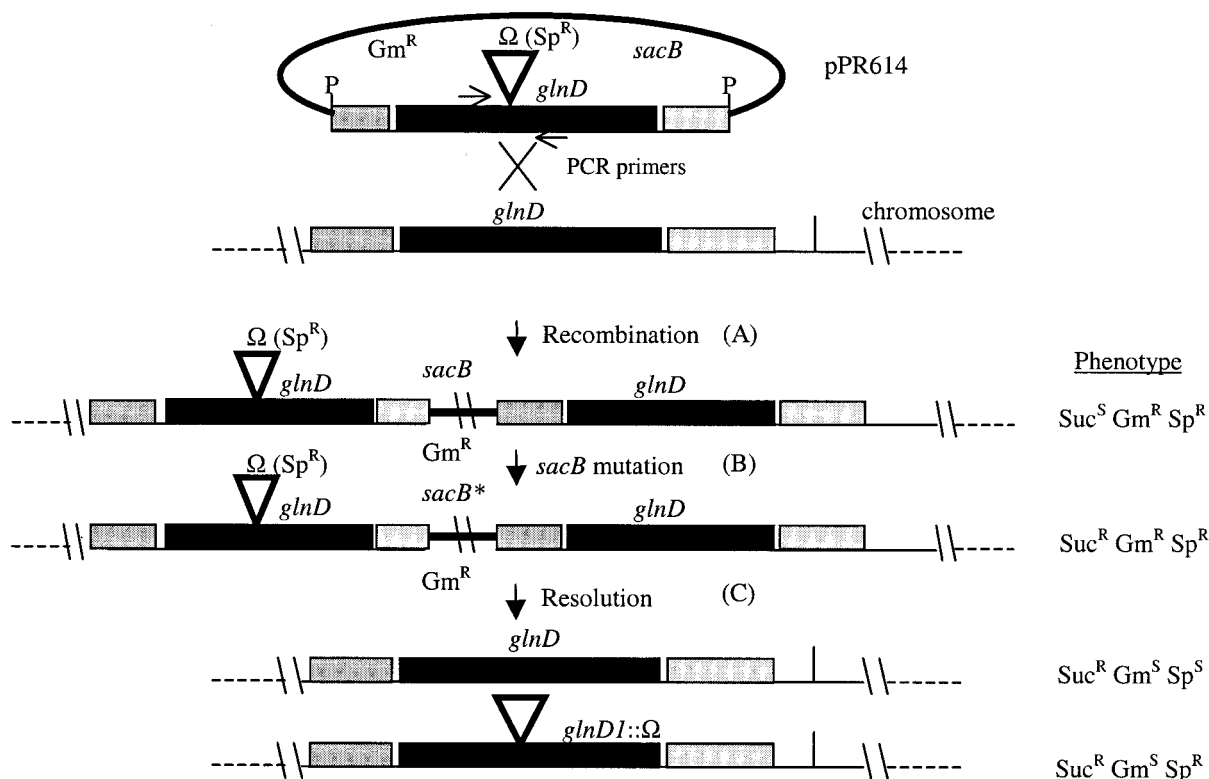 Ω (Sp^R)
Gm^R
sacB
pPR614
P
glnD
P
PCR primers
glnD
chromosome
Ω (Sp^R)
Recombination (A)
Phenotype
glnD
sacB
glnD
Suc^S Gm^R Sp^R
Gm^R
Ω (Sp^R)
sacB mutation (B)
glnD
sacB*
glnD
Suc^R Gm^R Sp^R
Gm^R
Resolution (C)
glnD
Suc^R Gm^S Sp^S
glnD1::Ω
Suc^R Gm^S Sp^R